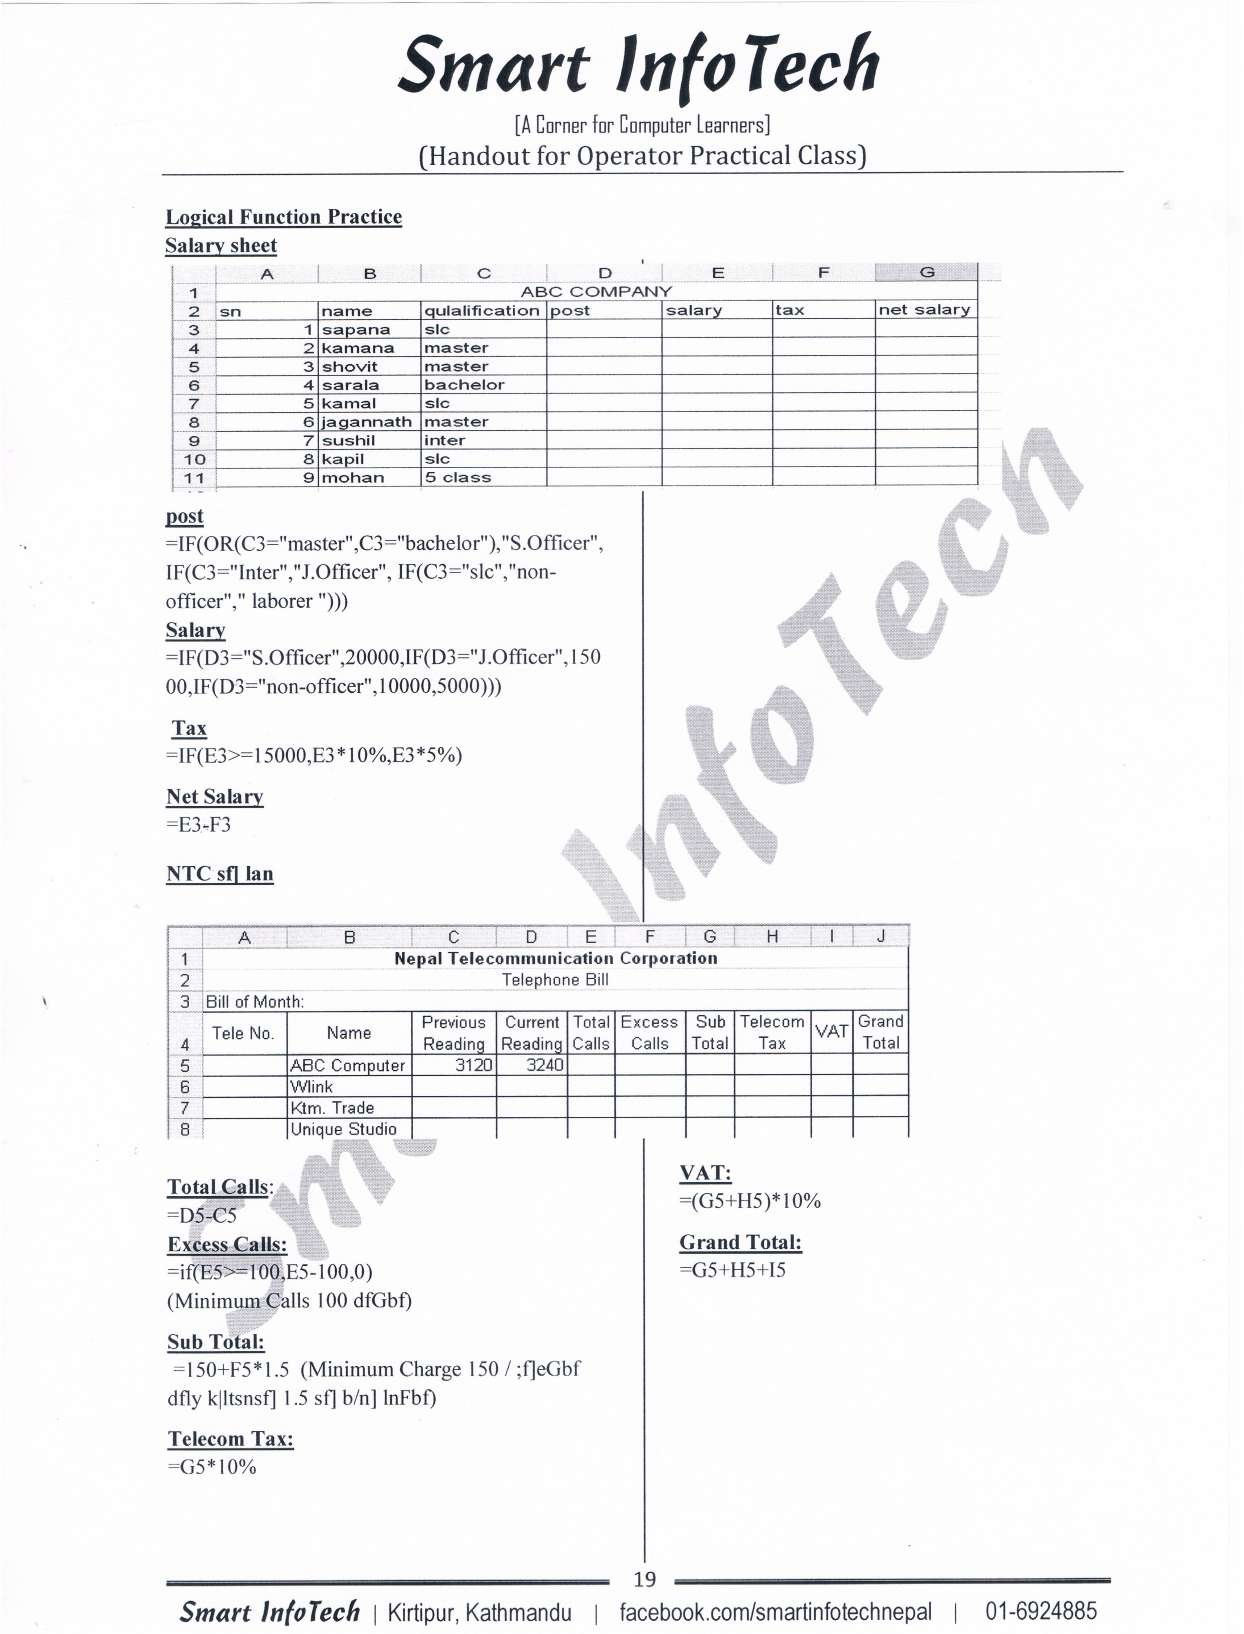 Smart InfoTech
[A Corner for Computer Learners]
(Handout for Operator Practical Class)
Logical Function Practice
Salary sheet
A B C D E F G
1 ABC COMPANY
2 sn name qulalification post salary tax net salary
3 1 sapana slc
4 2 kamana master
5 3 shovit master
6 4 sarala bachelor
7 5 kamal slc
8 6 jagannath master
9 7 sushil inter
10 8 kapil slc
11 9 mohan 5 class
post
=IF(OR(C3="master",C3="bachelor"),"S.Officer",
IF(C3="Inter","J.Officer", IF(C3="slc","non-
officer"," laborer ")))
Salary
=IF(D3="S.Officer",20000,IF(D3="J.Officer",150
00,IF(D3="non-officer",10000,5000)))
Tax
=IF(E3>=15000,E3*10%,E3*5%)
Net Salary
=E3-F3
NTC sf] lan
A B C D E F G H I J
1 Nepal Telecommunication Corporation
2 Telephone Bill
3 Bill of Month:
4 Tele No. Name Previous Reading Current Reading Total Calls Excess Calls Sub Total Telecom Tax VAT Grand Total
5 ABC Computer 3120 3240
6 Wlink
7 Ktm. Trade
8 Unique Studio
Total Calls:
=D5-C5
Excess Calls:
=if(E5>=100,E5-100,0)
(Minimum Calls 100 dfGbf)
Sub Total:
=150+F5*1.5 (Minimum Charge 150 / ;f]eGbf
dfly k|ltsnsf] 1.5 sf] b/n] lnFbf)
Telecom Tax:
=G5*10%
VAT:
=(G5+H5)*10%
Grand Total:
=G5+H5+I5
Smart InfoTech
19
Smart InfoTech | Kirtipur, Kathmandu | facebook.com/smartinfotechnepal | 01-6924885